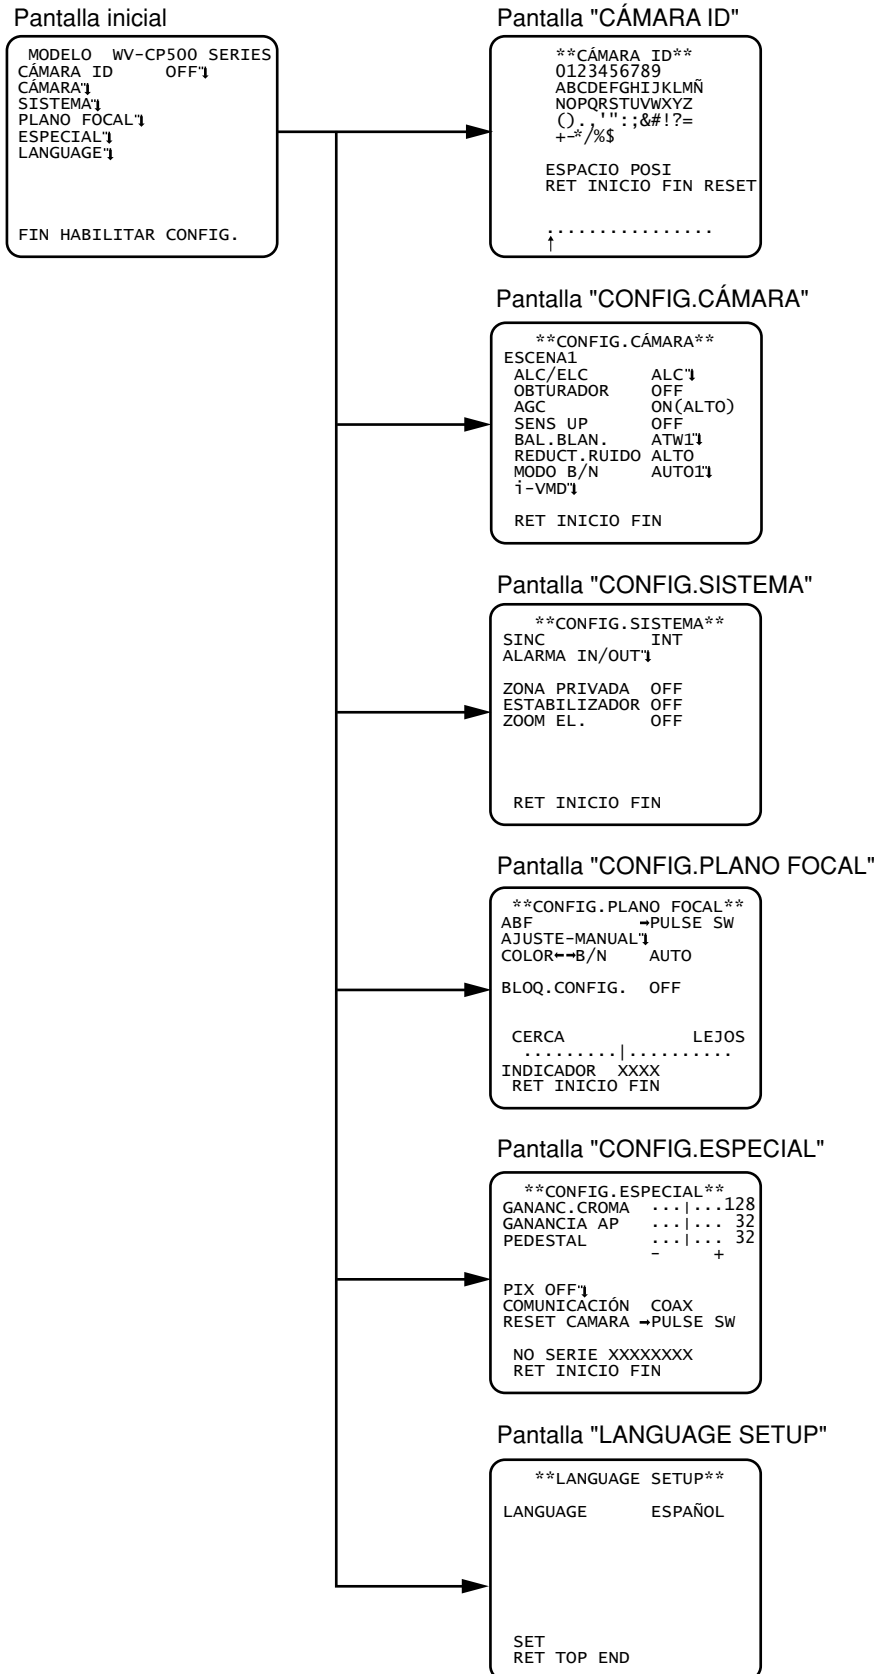 Pantalla inicial
MODELO WV-CP500 SERIES
CÁMARA ID OFF
CÁMARA
SISTEMA
PLANO FOCAL
ESPECIAL
LANGUAGE
FIN HABILITAR CONFIG.
Pantalla "CÁMARA ID"
**CÁMARA ID**
0123456789
ABCDEFGHIJKLMÑ
NOPQRSTUVWXYZ
().,'":;&#!?=
+-*/%$
ESPACIO POSI
RET INICIO FIN RESET
................
↑
Pantalla "CONFIG.CÁMARA"
**CONFIG.CÁMARA**
ESCENA1
ALC/ELC ALC
OBTURADOR OFF
AGC ON(ALTO)
SENS UP OFF
BAL.BLAN. ATW1
REDUCT.RUIDO ALTO
MODO B/N AUTO1
i-VMD
RET INICIO FIN
Pantalla "CONFIG.SISTEMA"
**CONFIG.SISTEMA**
SINC INT
ALARMA IN/OUT
ZONA PRIVADA OFF
ESTABILIZADOR OFF
ZOOM EL. OFF
RET INICIO FIN
Pantalla "CONFIG.PLANO FOCAL"
**CONFIG.PLANO FOCAL**
ABF →PULSE SW
AJUSTE-MANUAL
COLOR←→B/N AUTO
BLOQ.CONFIG. OFF
CERCA LEJOS
.........|..........
INDICADOR XXXX
RET INICIO FIN
Pantalla "CONFIG.ESPECIAL"
**CONFIG.ESPECIAL**
GANANC.CROMA ...|...128
GANANCIA AP ...|... 32
PEDESTAL ...|... 32
- +
PIX OFF
COMUNICACIÓN COAX
RESET CAMARA →PULSE SW
NO SERIE XXXXXXXX
RET INICIO FIN
Pantalla "LANGUAGE SETUP"
**LANGUAGE SETUP**
LANGUAGE ESPAÑOL
SET
RET TOP END